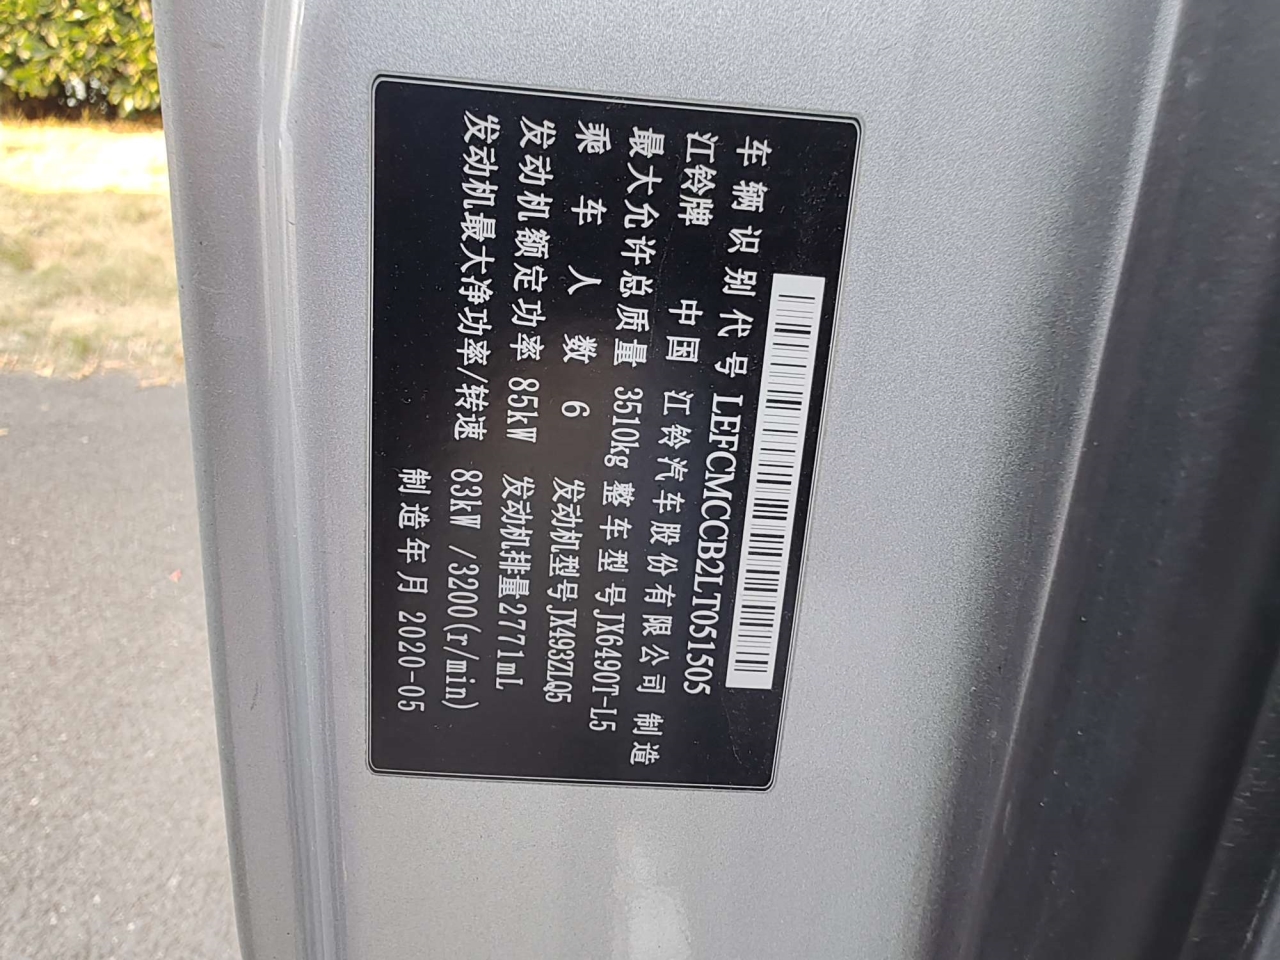 车辆识别代号 LEFCMCCB2LT051505
江铃牌 中国 江铃汽车股份有限公司 制造
最大允许总质量 3510kg 整车型号 JX6490T-L5
乘车人数 6 发动机型号 JX493ZLQ5
发动机额定功率 85kW 发动机排量 2771mL
发动机最大净功率/转速 83kW /3200(r/min)
制造年月 2020-05